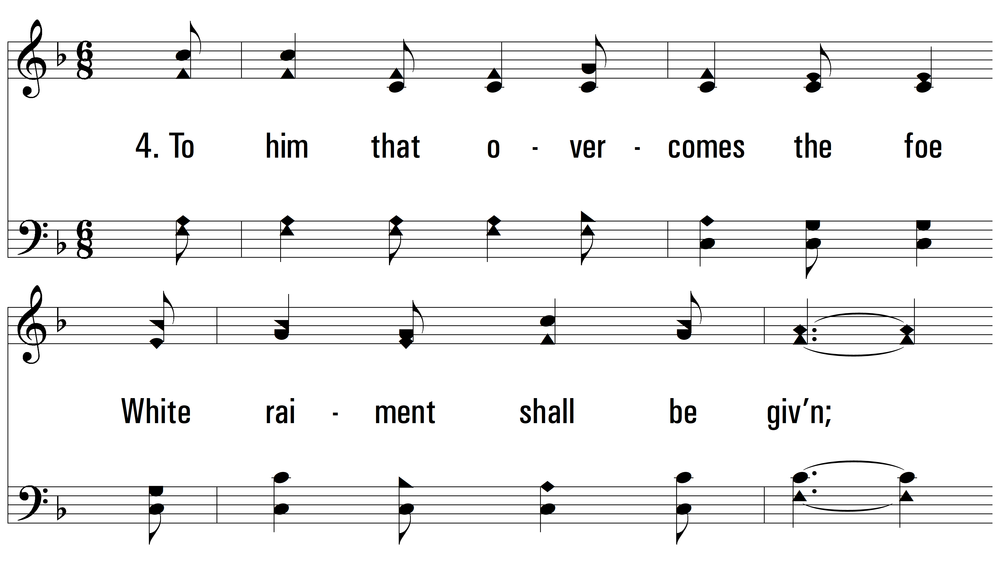 4. To him that o - ver - comes the foe
White rai - ment shall be giv’n;